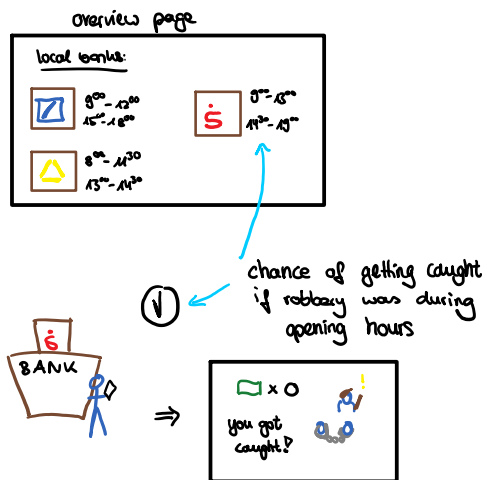 overview page
local banks:
9⁰⁰-12⁰⁰
15⁰⁰-18⁰⁰
9⁰⁰-13⁰⁰
14³⁰-19⁰⁰
Ṡ
8⁰⁰-11³⁰
13⁰⁰-14³⁰
chance of getting caught
if robbery was during
opening hours
Ṡ
BANK
x 0
!
you got
caught!